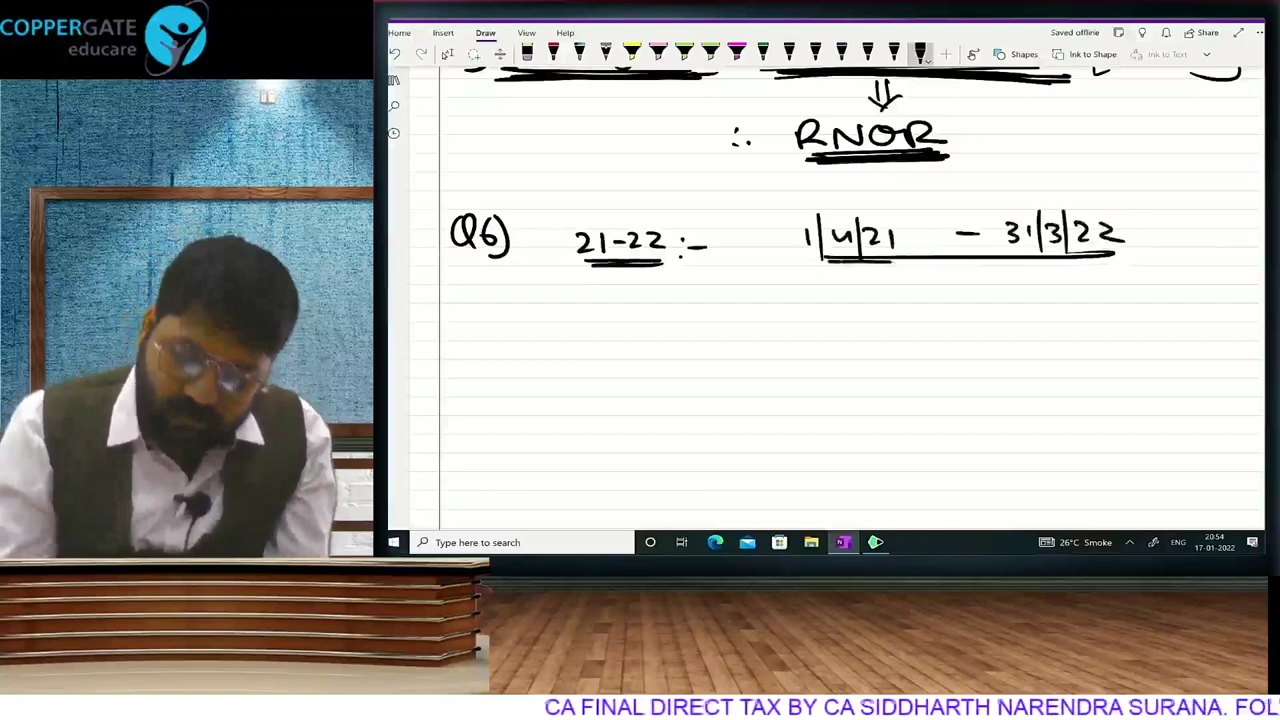 COPPERGATE
educare
Home Insert Draw View Help Saved offline Share
Shapes Ink to Shape Ink to Text
⇓
∴ RNOR
Q6) 21-22 :- 1/4/21 - 31/3/22
Type here to search
26°C Smoke ENG 20:54
17-01-2022
CA FINAL DIRECT TAX BY CA SIDDHARTH NARENDRA SURANA. FOL